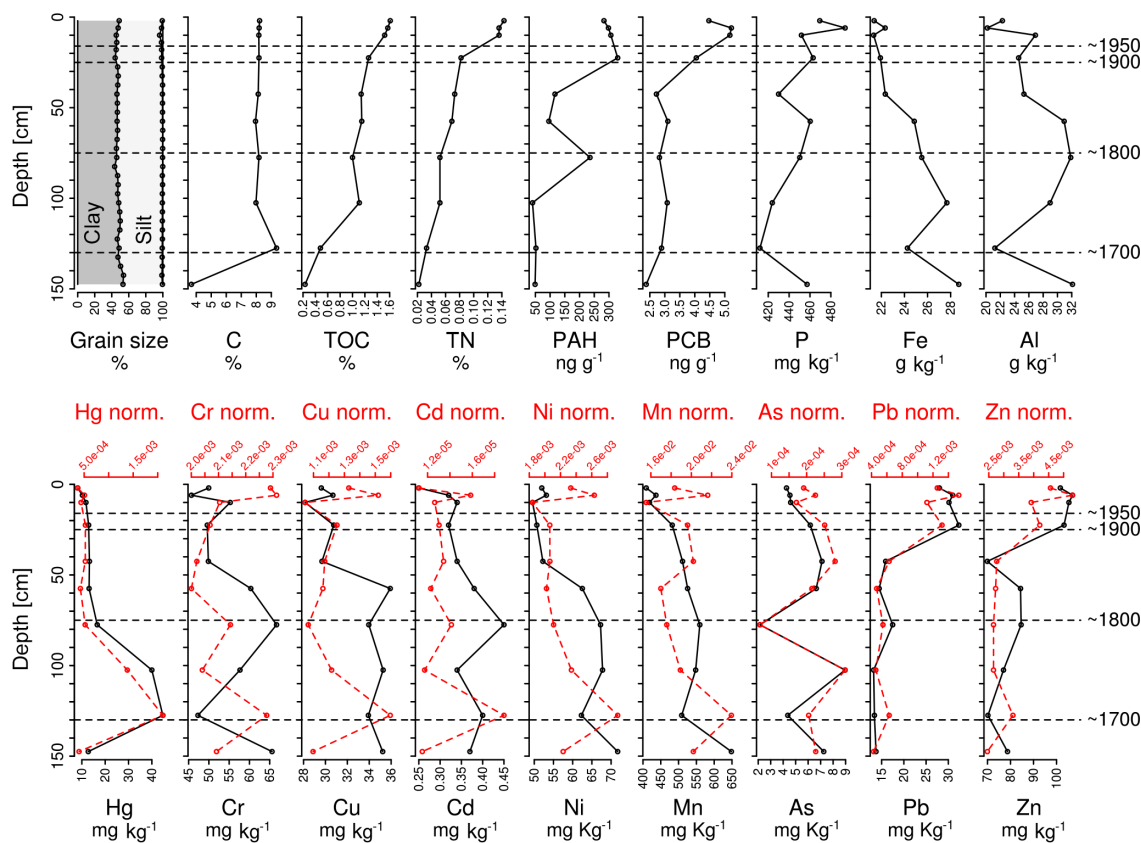 0
50
100
150
Depth [cm]
Clay
Silt
~1950
~1900
~1800
~1700
0 20 40 60 80 100
4 5 6 7 8 9
0.2 0.4 0.6 0.8 1.0 1.2 1.4 1.6
0.02 0.04 0.06 0.08 0.10 0.12 0.14
50 100 150 200 250 300
2.5 3.0 3.5 4.0 4.5 5.0
420 440 460 480
22 24 26 28
20 22 24 26 28 30 32
Grain size C TOC TN PAH PCB P Fe Al
% % % % ng g⁻¹ ng g⁻¹ mg kg⁻¹ g kg⁻¹ g kg⁻¹
Hg norm. Cr norm. Cu norm. Cd norm. Ni norm. Mn norm. As norm. Pb norm. Zn norm.
5.0e-04 1.5e-03
2.0e-03 2.1e-03 2.2e-03 2.3e-03
1.1e-03 1.3e-03 1.5e-03
1.2e-05 1.6e-05
1.8e-03 2.2e-03 2.6e-03
1.6e-02 2.0e-02 2.4e-02
1e-04 2e-04 3e-04
4.0e-04 8.0e-04 1.2e-03
2.5e-03 3.5e-03 4.5e-03
0
50
100
150
Depth [cm]
~1950
~1900
~1800
~1700
10 20 30 40
45 50 55 60 65
28 30 32 34 36
0.25 0.30 0.35 0.40 0.45
50 55 60 65 70
400 450 500 550 600 650
2 3 4 5 6 7 8 9
15 20 25 30
70 80 90 100
Hg Cr Cu Cd Ni Mn As Pb Zn
mg kg⁻¹ mg kg⁻¹ mg kg⁻¹ mg kg⁻¹ mg Kg⁻¹ mg Kg⁻¹ mg Kg⁻¹ mg Kg⁻¹ mg kg⁻¹